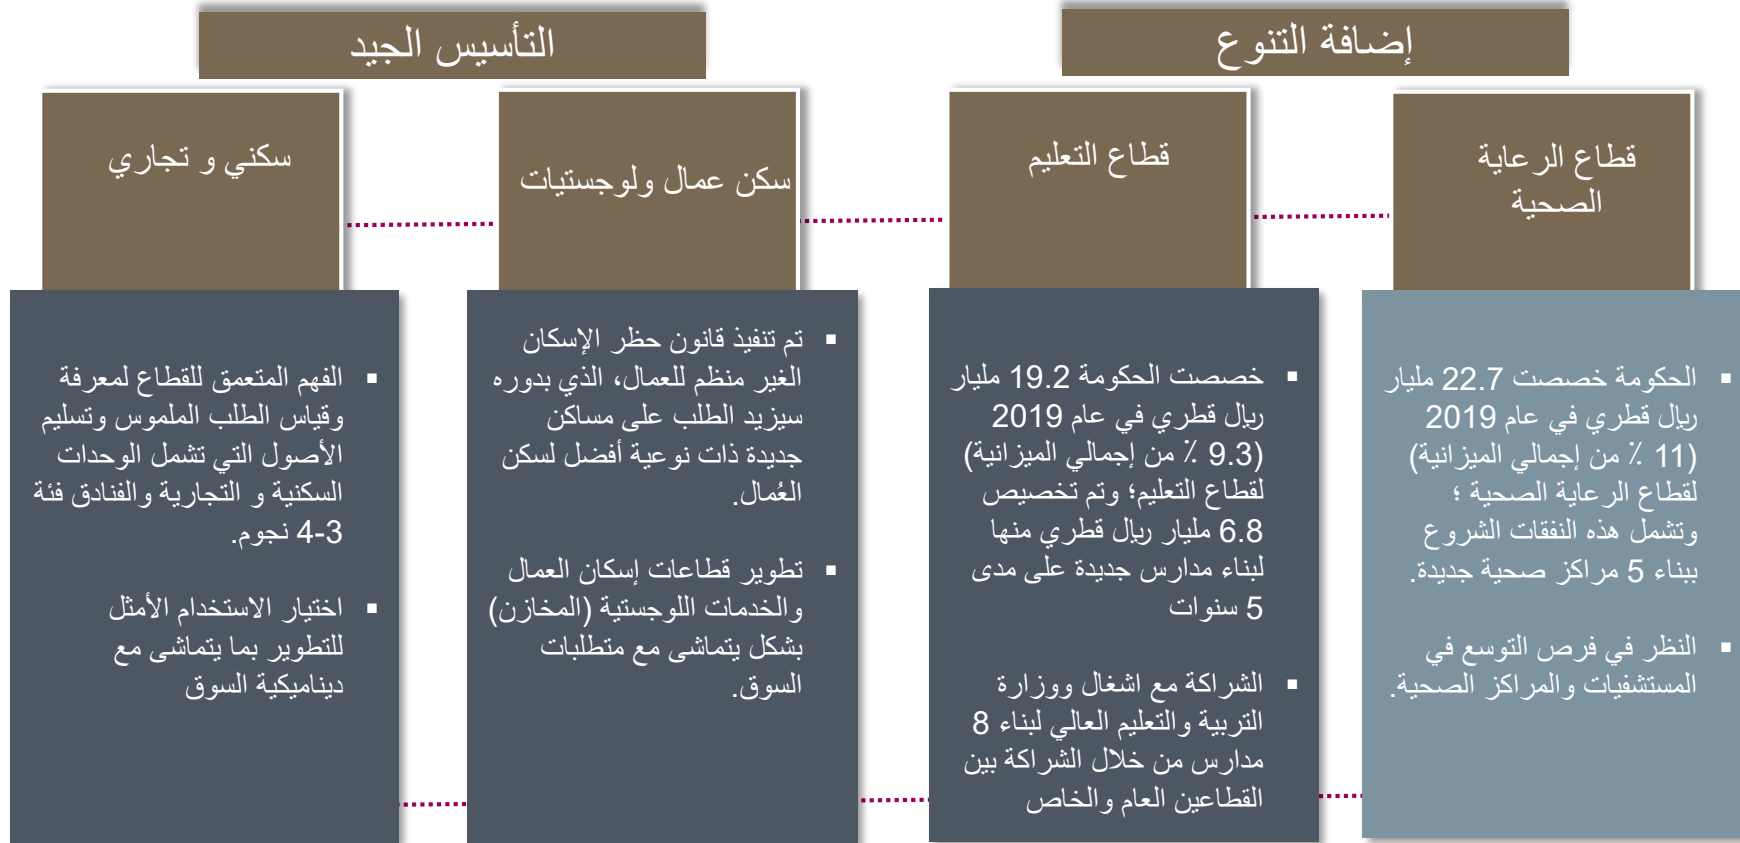 إضافة التنوع
التأسيس الجيد
قطاع الرعاية
الصحية
▪ الحكومة خصصت 22.7 مليار
ريال قطري في عام 2019
(11 ٪ من إجمالي الميزانية)
لقطاع الرعاية الصحية ؛
وتشمل هذه النفقات الشروع
ببناء 5 مراكز صحية جديدة.
▪ النظر في فرص التوسع في
المستشفيات والمراكز الصحية.
قطاع التعليم
▪ خصصت الحكومة 19.2 مليار
ريال قطري في عام 2019
(9.3 ٪ من إجمالي الميزانية)
لقطاع التعليم؛ وتم تخصيص
6.8 مليار ريال قطري منها
لبناء مدارس جديدة على مدى
5 سنوات
▪ الشراكة مع اشغال ووزارة
التربية والتعليم العالي لبناء 8
مدارس من خلال الشراكة بين
القطاعين العام والخاص
سكن عمال ولوجستيات
▪ تم تنفيذ قانون حظر الإسكان
الغير منظم للعمال، الذي بدوره
سيزيد الطلب على مساكن
جديدة ذات نوعية أفضل لسكن
العُمال.
▪ تطوير قطاعات إسكان العمال
والخدمات اللوجستية (المخازن)
بشكل يتماشى مع متطلبات
السوق.
سكني و تجاري
▪ الفهم المتعمق للقطاع لمعرفة
وقياس الطلب الملموس وتسليم
الأصول التي تشمل الوحدات
السكنية و التجارية والفنادق فئة
3-4 نجوم.
▪ اختيار الاستخدام الأمثل
للتطوير بما يتماشى مع
ديناميكية السوق